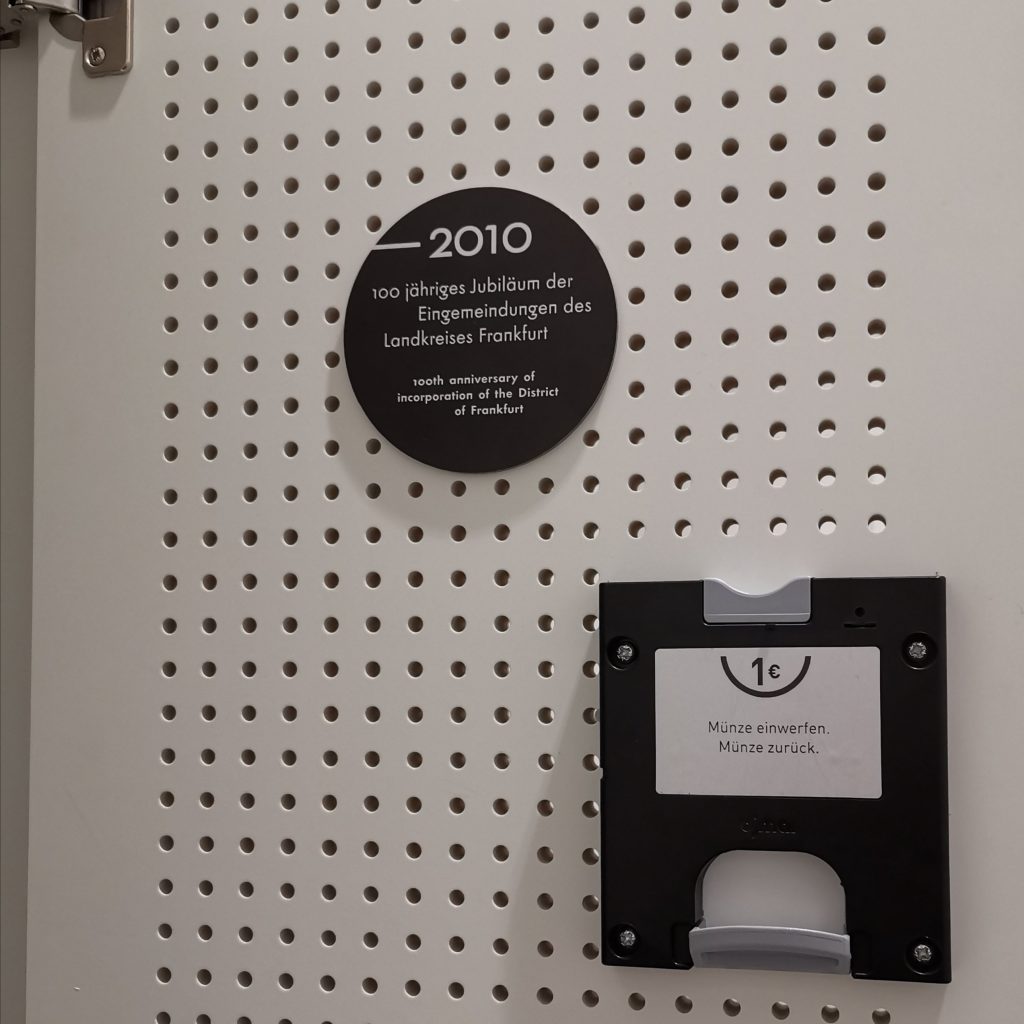 2010
100 jähriges Jubiläum der
Eingemeindungen des
Landkreises Frankfurt
100th anniversary of
incorporation of the District
of Frankfurt
1€
Münze einwerfen.
Münze zurück.